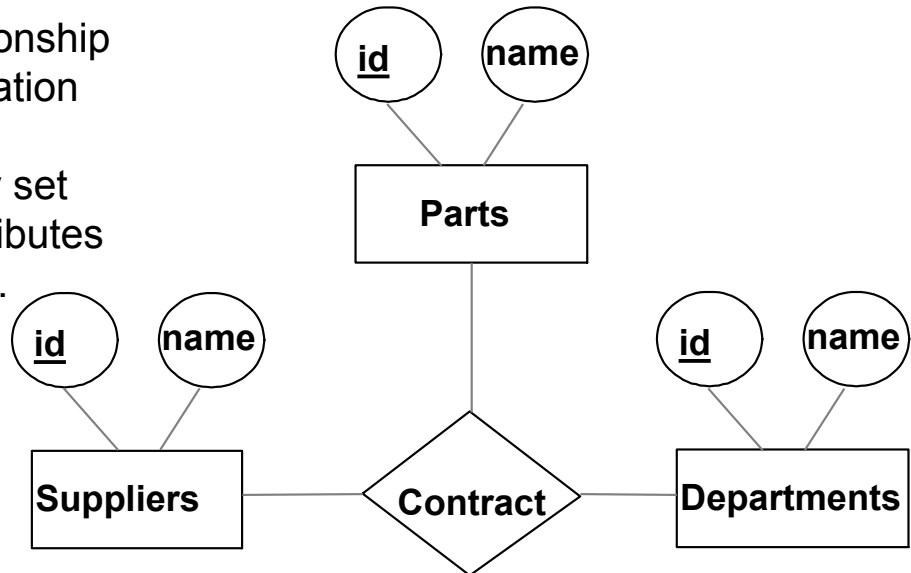 onship
ation
set
ibutes
.
id name
Parts
id name
id name
Suppliers
Contract
Departments